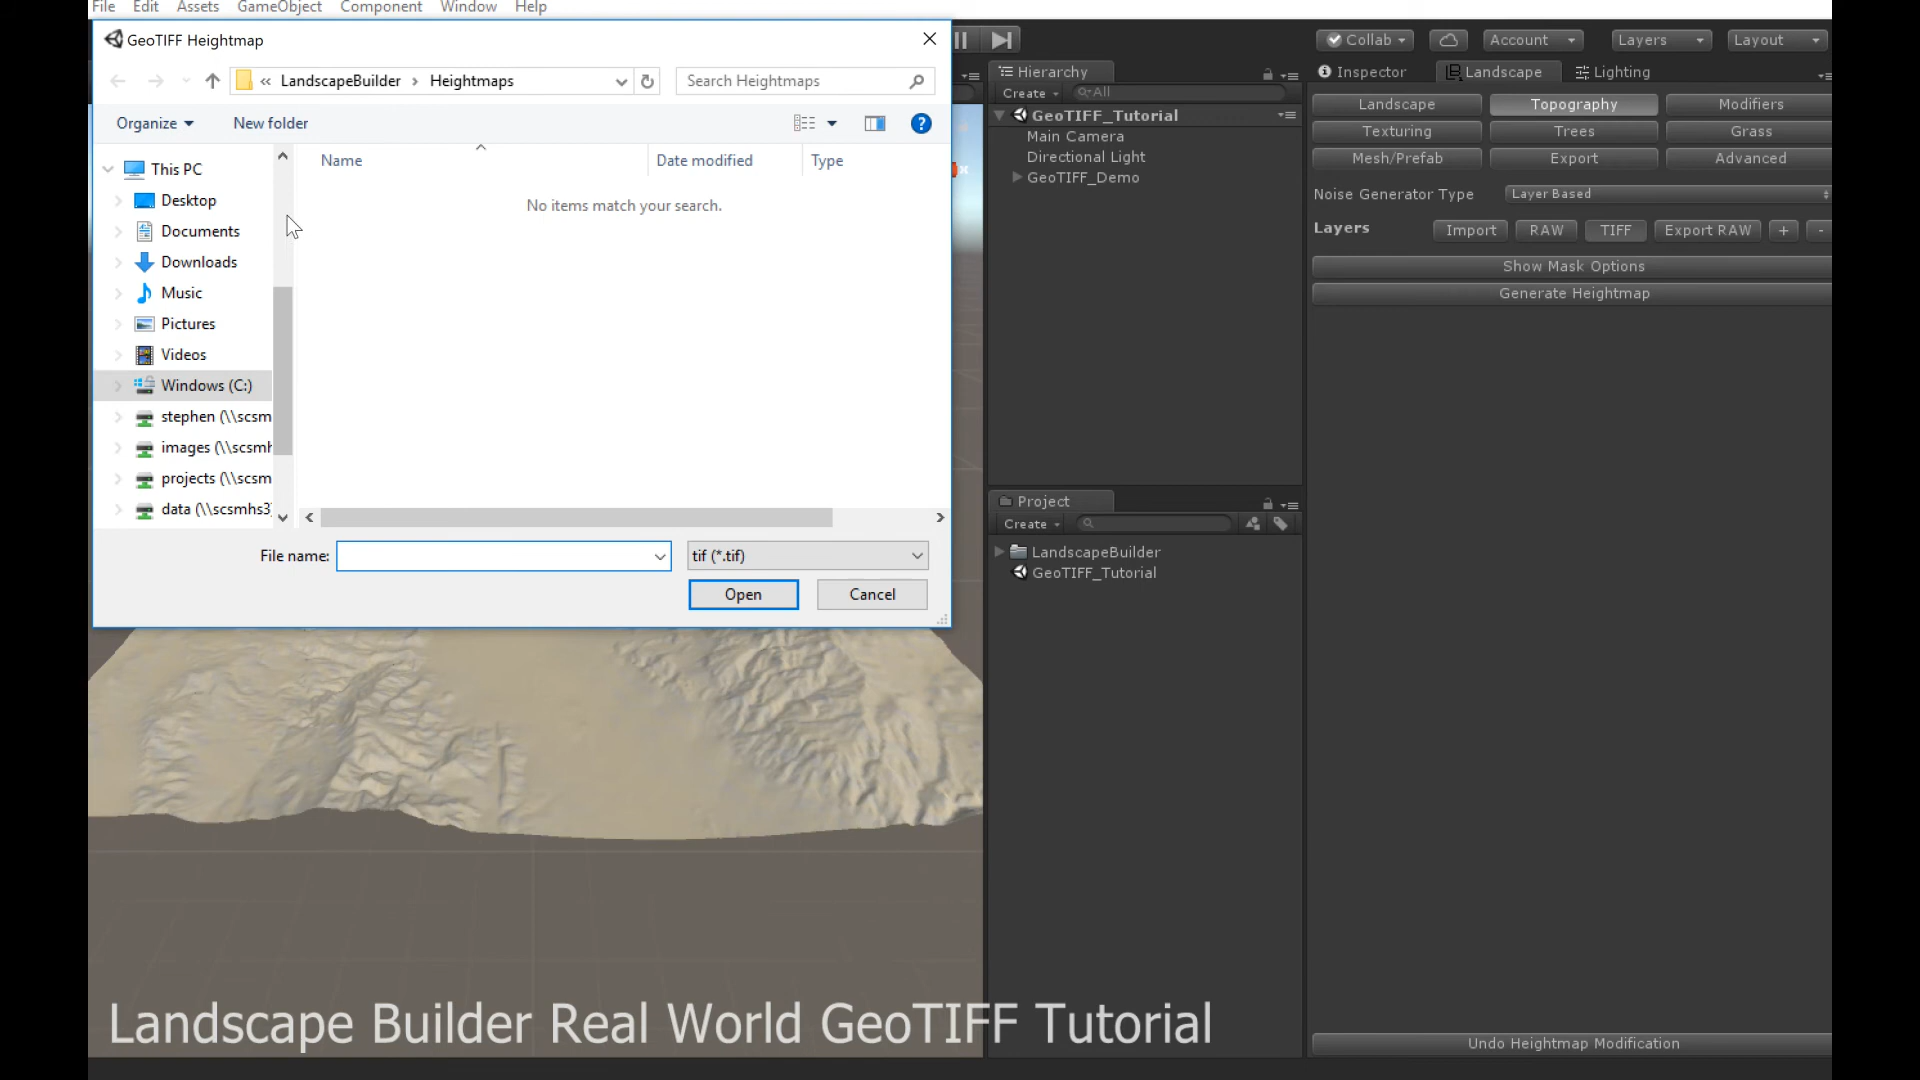 File Edit Assets GameObject Component Window Help
GeoTIFF Heightmap
« LandscapeBuilder › Heightmaps
Search Heightmaps
Organize New folder
Name Date modified Type
No items match your search.
This PC
Desktop
Documents
Downloads
Music
Pictures
Videos
Windows (C:)
stephen (\\scsm
images (\\scsmh
projects (\\scsm
data (\\scsmhs3
File name:
tif (*.tif)
Open Cancel
Collab Account Layers Layout
Hierarchy
Create All
GeoTIFF_Tutorial
Main Camera
Directional Light
GeoTIFF_Demo
Project
Create
LandscapeBuilder
GeoTIFF_Tutorial
Inspector Landscape Lighting
Landscape Topography Modifiers
Texturing Trees Grass
Mesh/Prefab Export Advanced
Noise Generator Type Layer Based
Layers Import RAW TIFF Export RAW + -
Show Mask Options
Generate Heightmap
Undo Heightmap Modification
Landscape Builder Real World GeoTIFF Tutorial